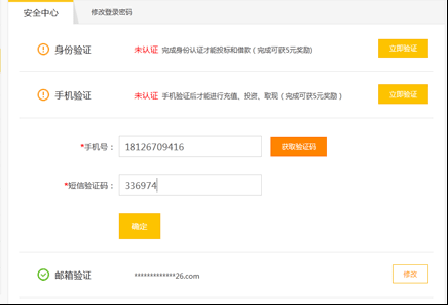 安全中心 修改登录密码
身份验证 未认证 完成身份认证才能投标和借款（完成可获5元奖励)
立即验证
手机验证 未认证 手机验证后才能进行充值、投资、取现（完成可获5元奖励）
立即验证
*手机号： 18126709416 获取验证码
*短信验证码： 336974
确定
邮箱验证 **************26.com 修改